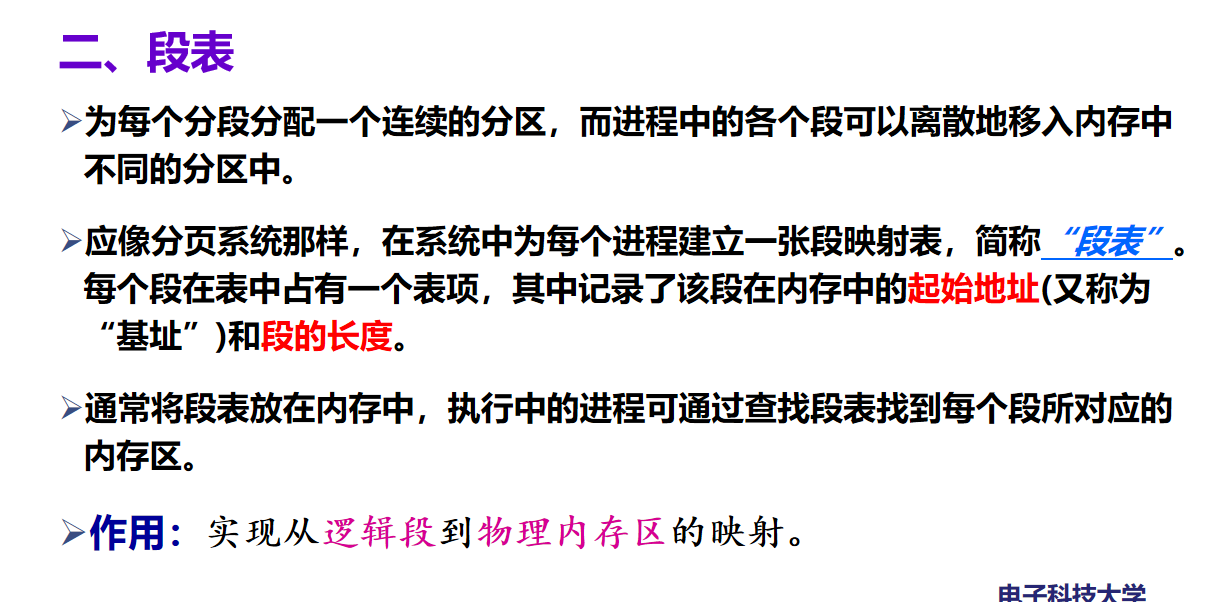 二、段表
➢为每个分段分配一个连续的分区，而进程中的各个段可以离散地移入内存中
不同的分区中。
➢应像分页系统那样，在系统中为每个进程建立一张段映射表，简称“段表”。
每个段在表中占有一个表项，其中记录了该段在内存中的起始地址(又称为
“基址”)和段的长度。
➢通常将段表放在内存中，执行中的进程可通过查找段表找到每个段所对应的
内存区。
➢作用：实现从逻辑段到物理内存区的映射。
电子科技大学